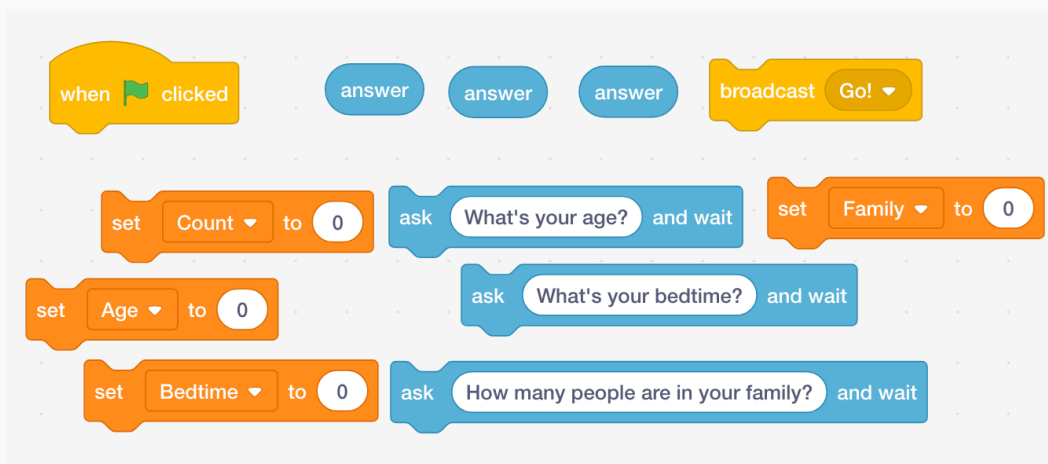 when clicked
answer
answer
answer
broadcast Go!
set Count to 0
ask What's your age? and wait
set Family to 0
set Age to 0
ask What's your bedtime? and wait
set Bedtime to 0
ask How many people are in your family? and wait